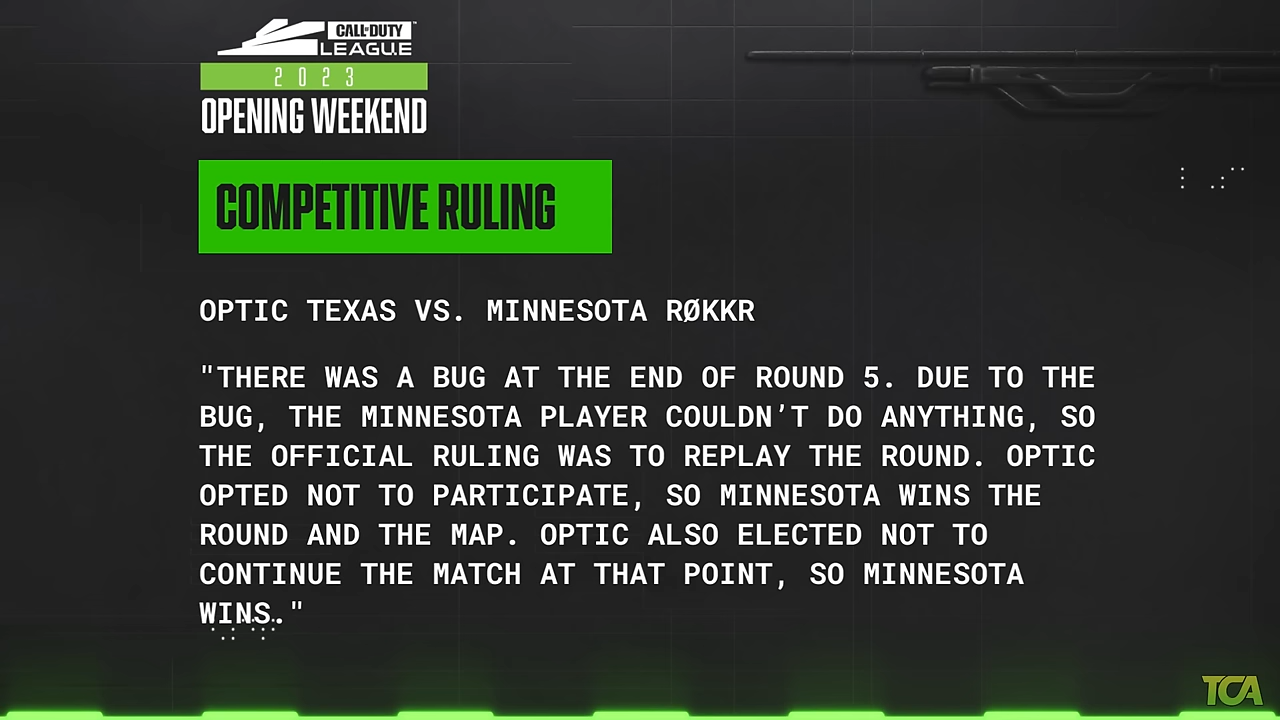 CALL OF DUTY
LEAGUE
2023
OPENING WEEKEND
COMPETITIVE RULING
OPTIC TEXAS VS. MINNESOTA RØKKR
"THERE WAS A BUG AT THE END OF ROUND 5. DUE TO THE
BUG, THE MINNESOTA PLAYER COULDN’T DO ANYTHING, SO
THE OFFICIAL RULING WAS TO REPLAY THE ROUND. OPTIC
OPTED NOT TO PARTICIPATE, SO MINNESOTA WINS THE
ROUND AND THE MAP. OPTIC ALSO ELECTED NOT TO
CONTINUE THE MATCH AT THAT POINT, SO MINNESOTA
WINS."
TCA